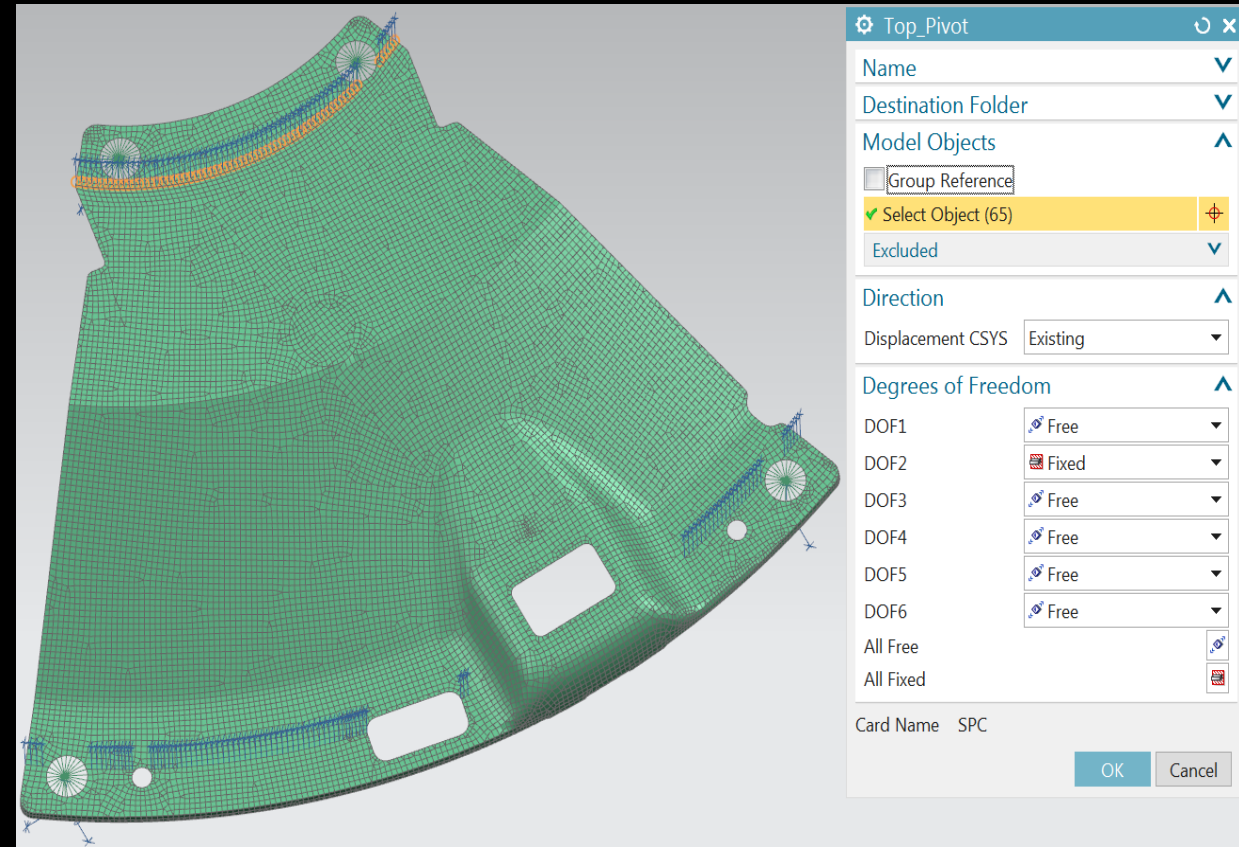 Top_Pivot
Name
Destination Folder
Model Objects
Group Reference
Select Object (65)
Excluded
Direction
Displacement CSYS Existing
Degrees of Freedom
DOF1 Free
DOF2 Fixed
DOF3 Free
DOF4 Free
DOF5 Free
DOF6 Free
All Free
All Fixed
Card Name SPC
OK Cancel